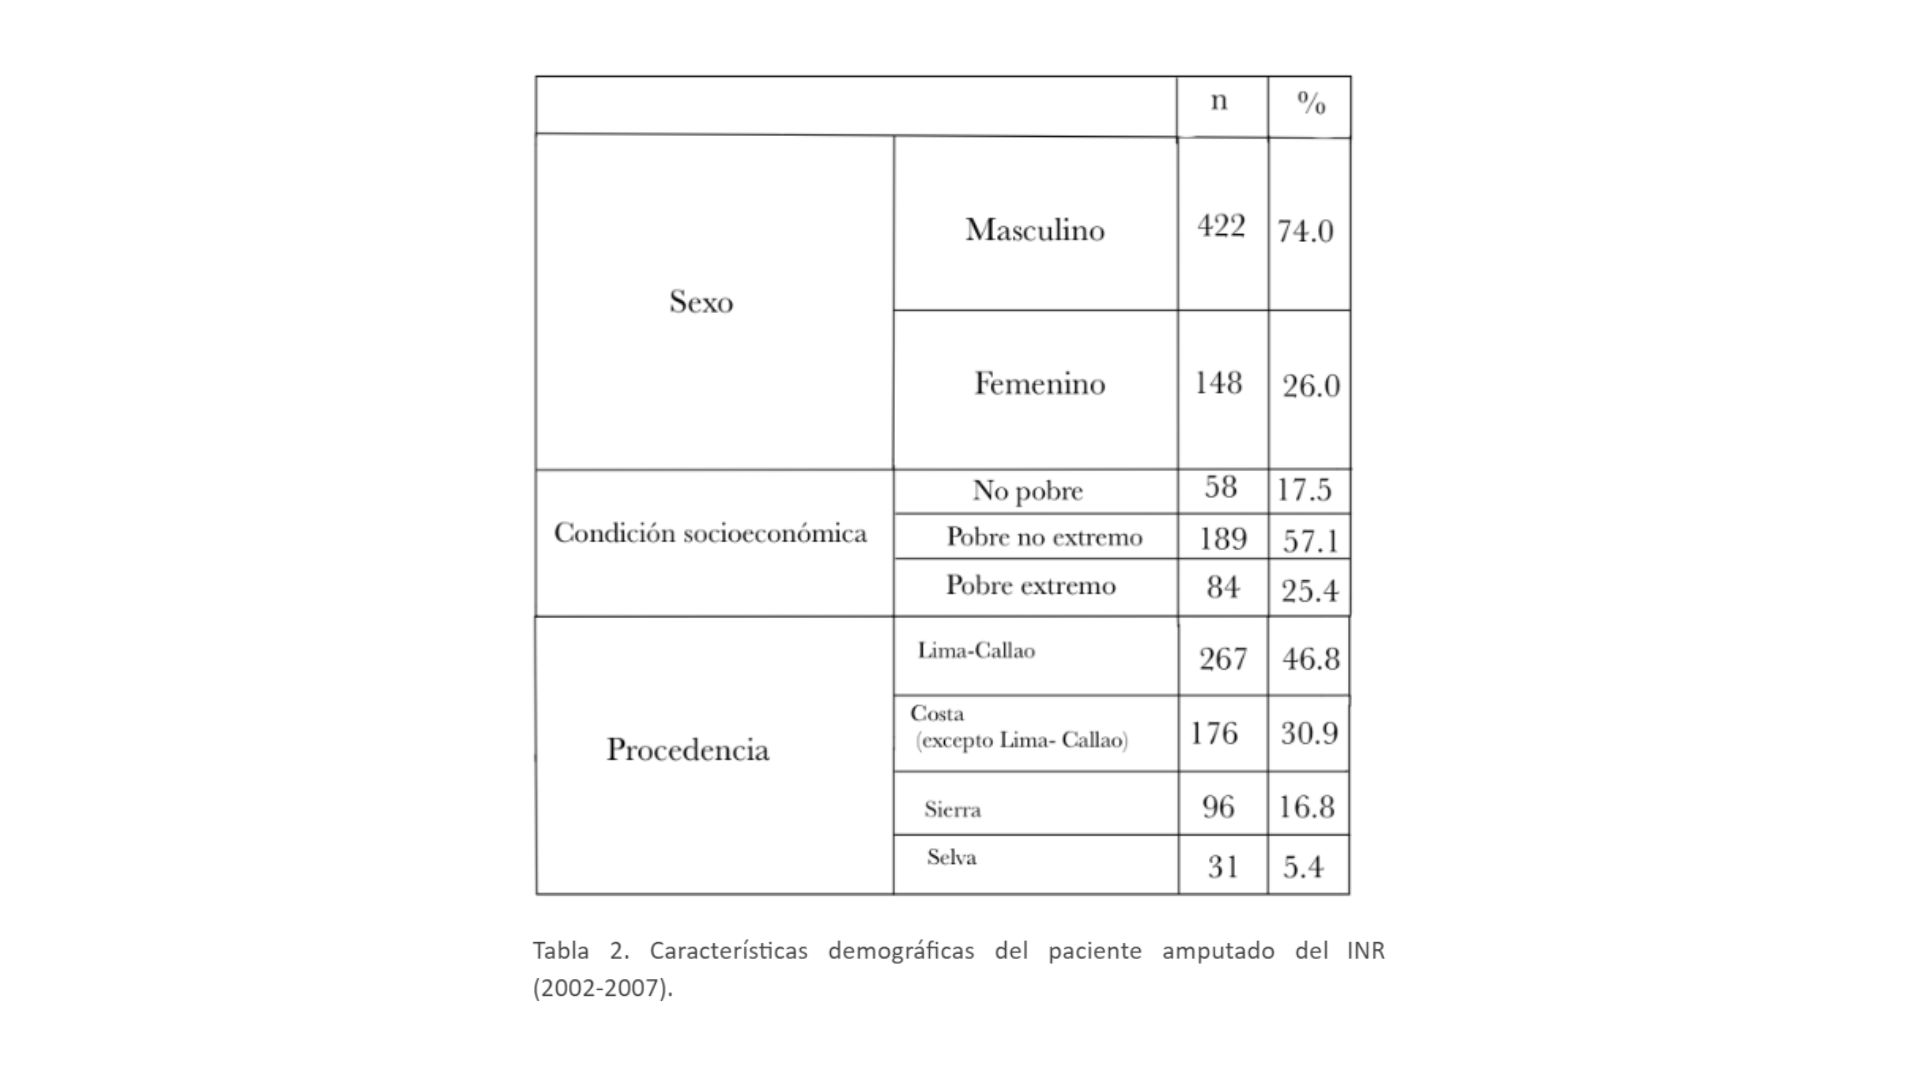 n %
Sexo
Masculino 422 74.0
Femenino 148 26.0
Condición socioeconómica
No pobre 58 17.5
Pobre no extremo 189 57.1
Pobre extremo 84 25.4
Procedencia
Lima-Callao 267 46.8
Costa
(excepto Lima- Callao) 176 30.9
Sierra 96 16.8
Selva 31 5.4
Tabla 2. Características demográficas del paciente amputado del INR
(2002-2007).